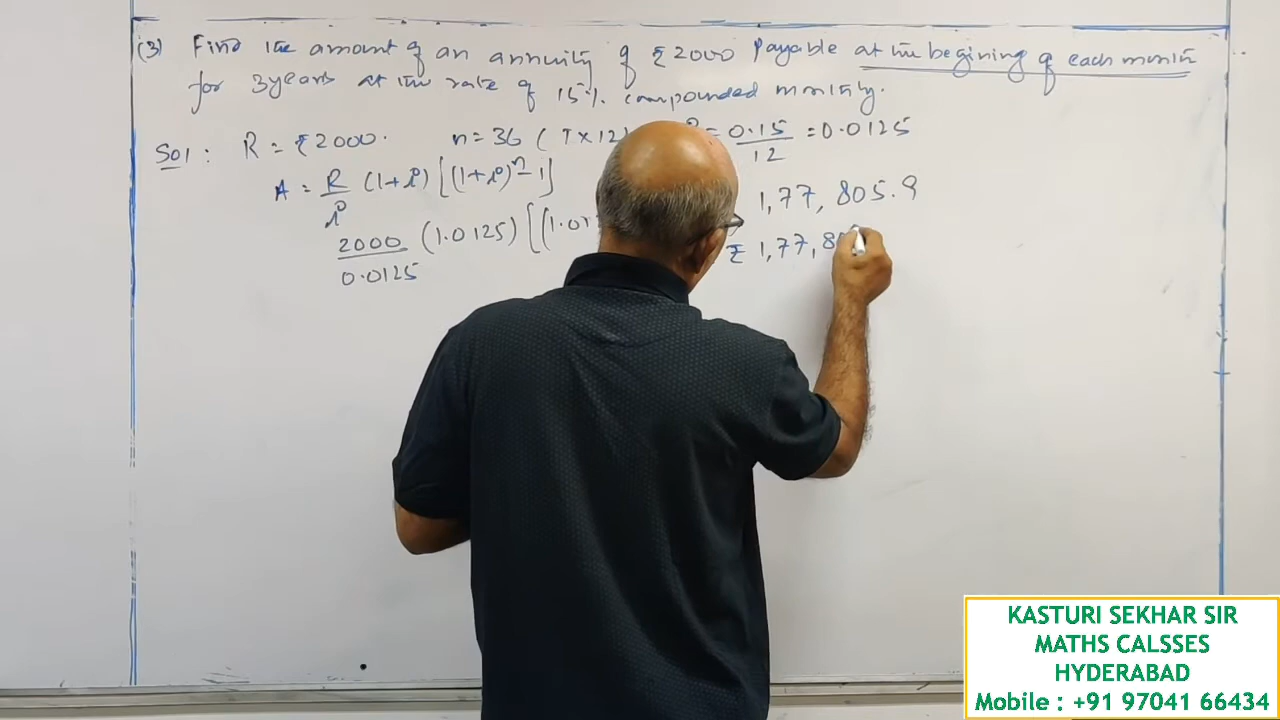 (3) Find the amount of an annuity of ₹2000 Payable at the begining of each month
for 3years at the rate of 15%. compounded monthly.
Sol : R = ₹2000. n=36 ( T×12) = 0.15/12 = 0.0125
A = R/i (1+i) [(1+i)^n - 1]
2000/0.0125 (1.0125) [(1.01
1,77,805.9
₹ 1,77,80
KASTURI SEKHAR SIR
MATHS CALSSES
HYDERABAD
Mobile : +91 97041 66434